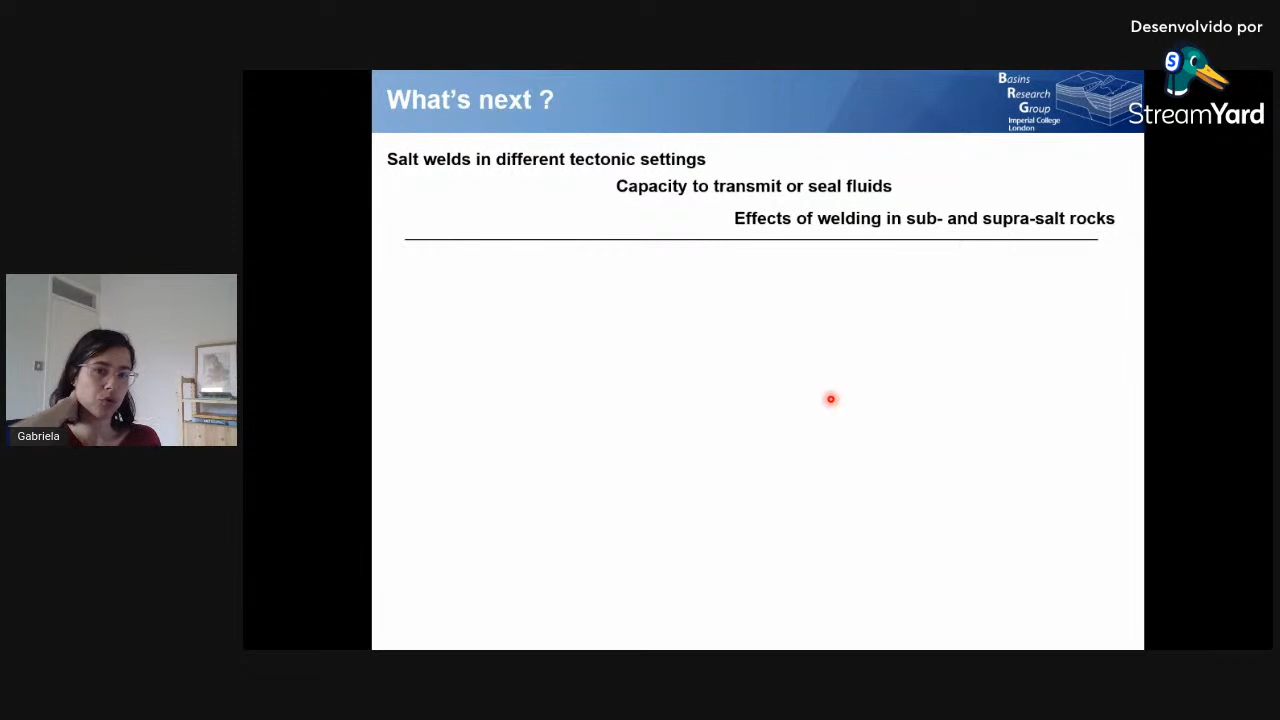 Desenvolvido por
StreamYard
What's next ?
Basins
Research
Group
Imperial College
London
Salt welds in different tectonic settings
Capacity to transmit or seal fluids
Effects of welding in sub- and supra-salt rocks
Gabriela